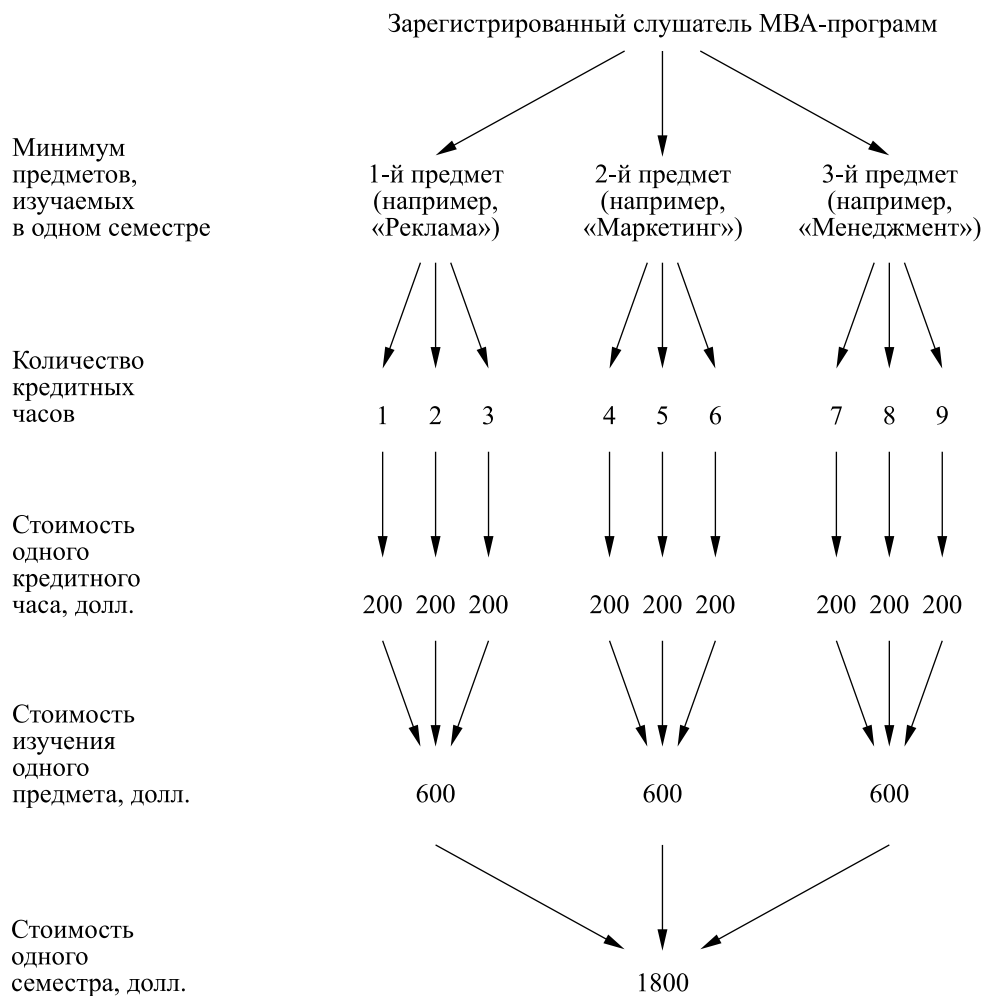 Зарегистрированный слушатель МВА-программ
Минимум
предметов,
изучаемых
в одном семестре
1-й предмет
(например,
«Реклама»)
2-й предмет
(например,
«Маркетинг»)
3-й предмет
(например,
«Менеджмент»)
Количество
кредитных
часов
1 2 3 4 5 6 7 8 9
Стоимость
одного
кредитного
часа, долл.
200 200 200 200 200 200 200 200 200
Стоимость
изучения
одного
предмета, долл.
600 600 600
Стоимость
одного
семестра, долл.
1800